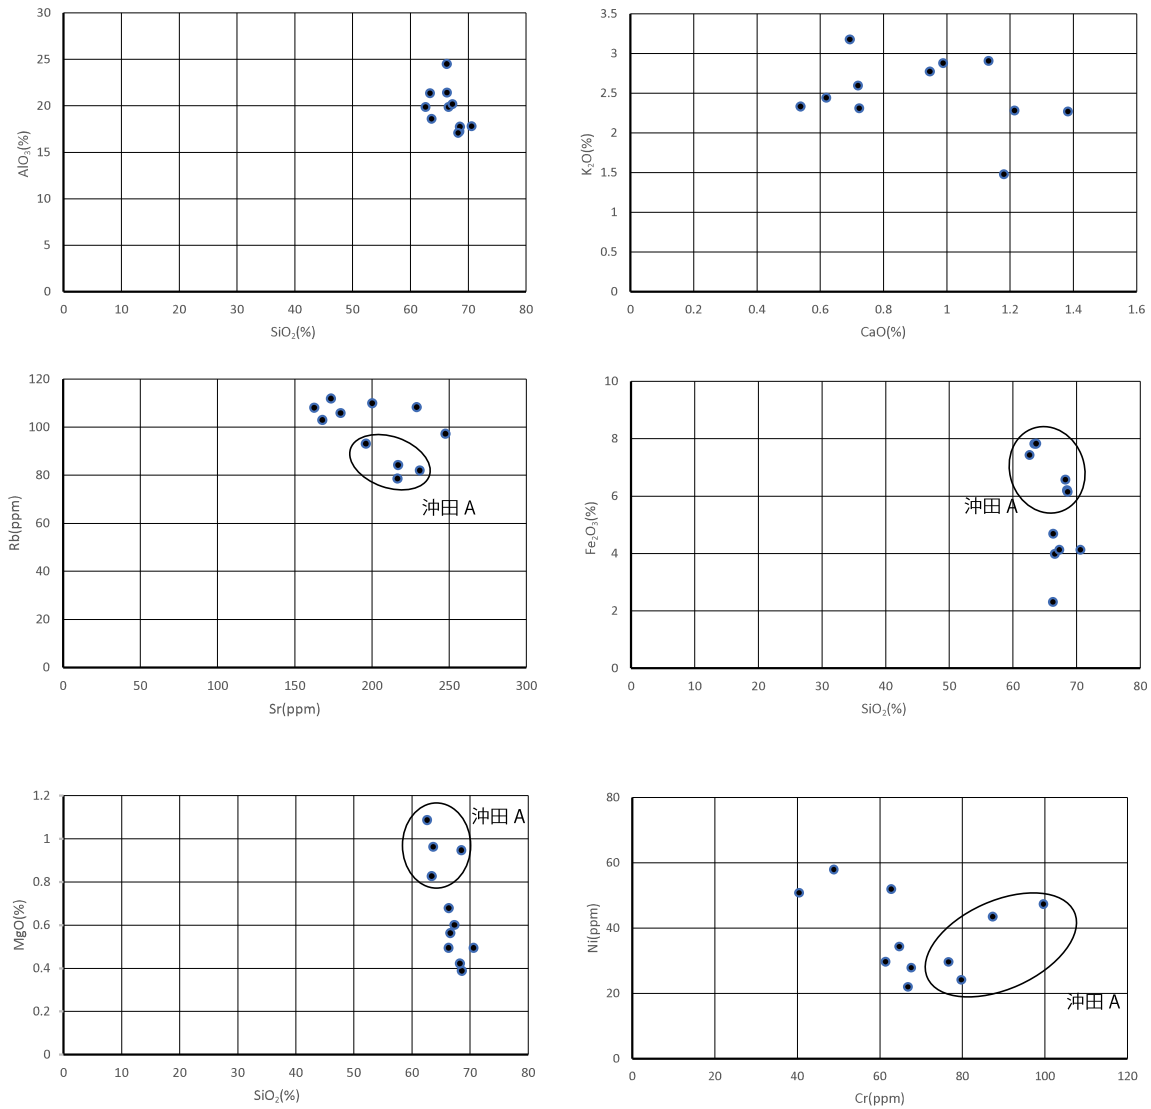 30
25
20
15
10
5
0
AlO₃(%)
0 10 20 30 40 50 60 70 80
SiO₂(%)
3.5
3
2.5
2
1.5
1
0.5
0
K₂O(%)
0 0.2 0.4 0.6 0.8 1 1.2 1.4 1.6
CaO(%)
120
100
80
60
40
20
0
Rb(ppm)
沖田 A
0 50 100 150 200 250 300
Sr(ppm)
10
8
6
4
2
0
Fe₂O₃(%)
沖田 A
0 10 20 30 40 50 60 70 80
SiO₂(%)
1.2
1
0.8
0.6
0.4
0.2
0
MgO(%)
沖田 A
0 10 20 30 40 50 60 70 80
SiO₂(%)
80
60
40
20
0
Ni(ppm)
沖田 A
0 20 40 60 80 100 120
Cr(ppm)